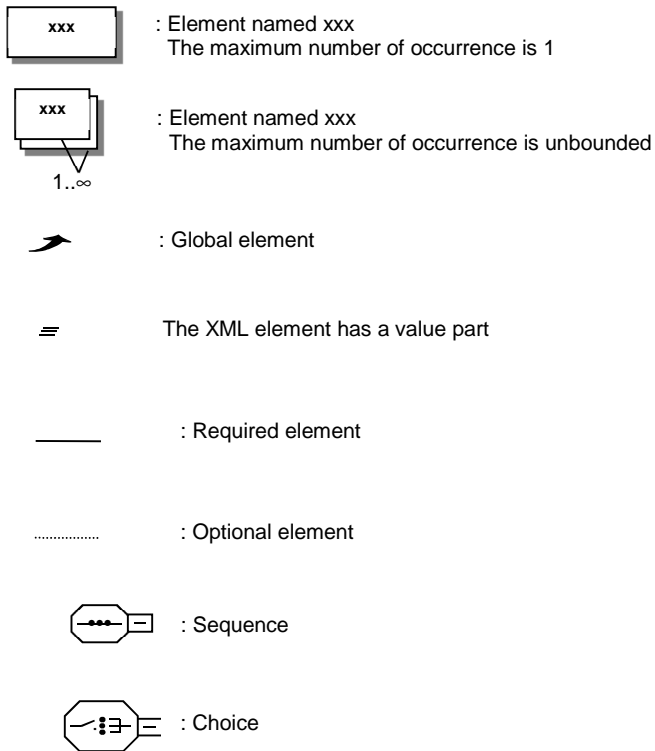 xxx
: Element named xxx
The maximum number of occurrence is 1
xxx
: Element named xxx
The maximum number of occurrence is unbounded
1..∞
: Global element
The XML element has a value part
: Required element
: Optional element
: Sequence
: Choice